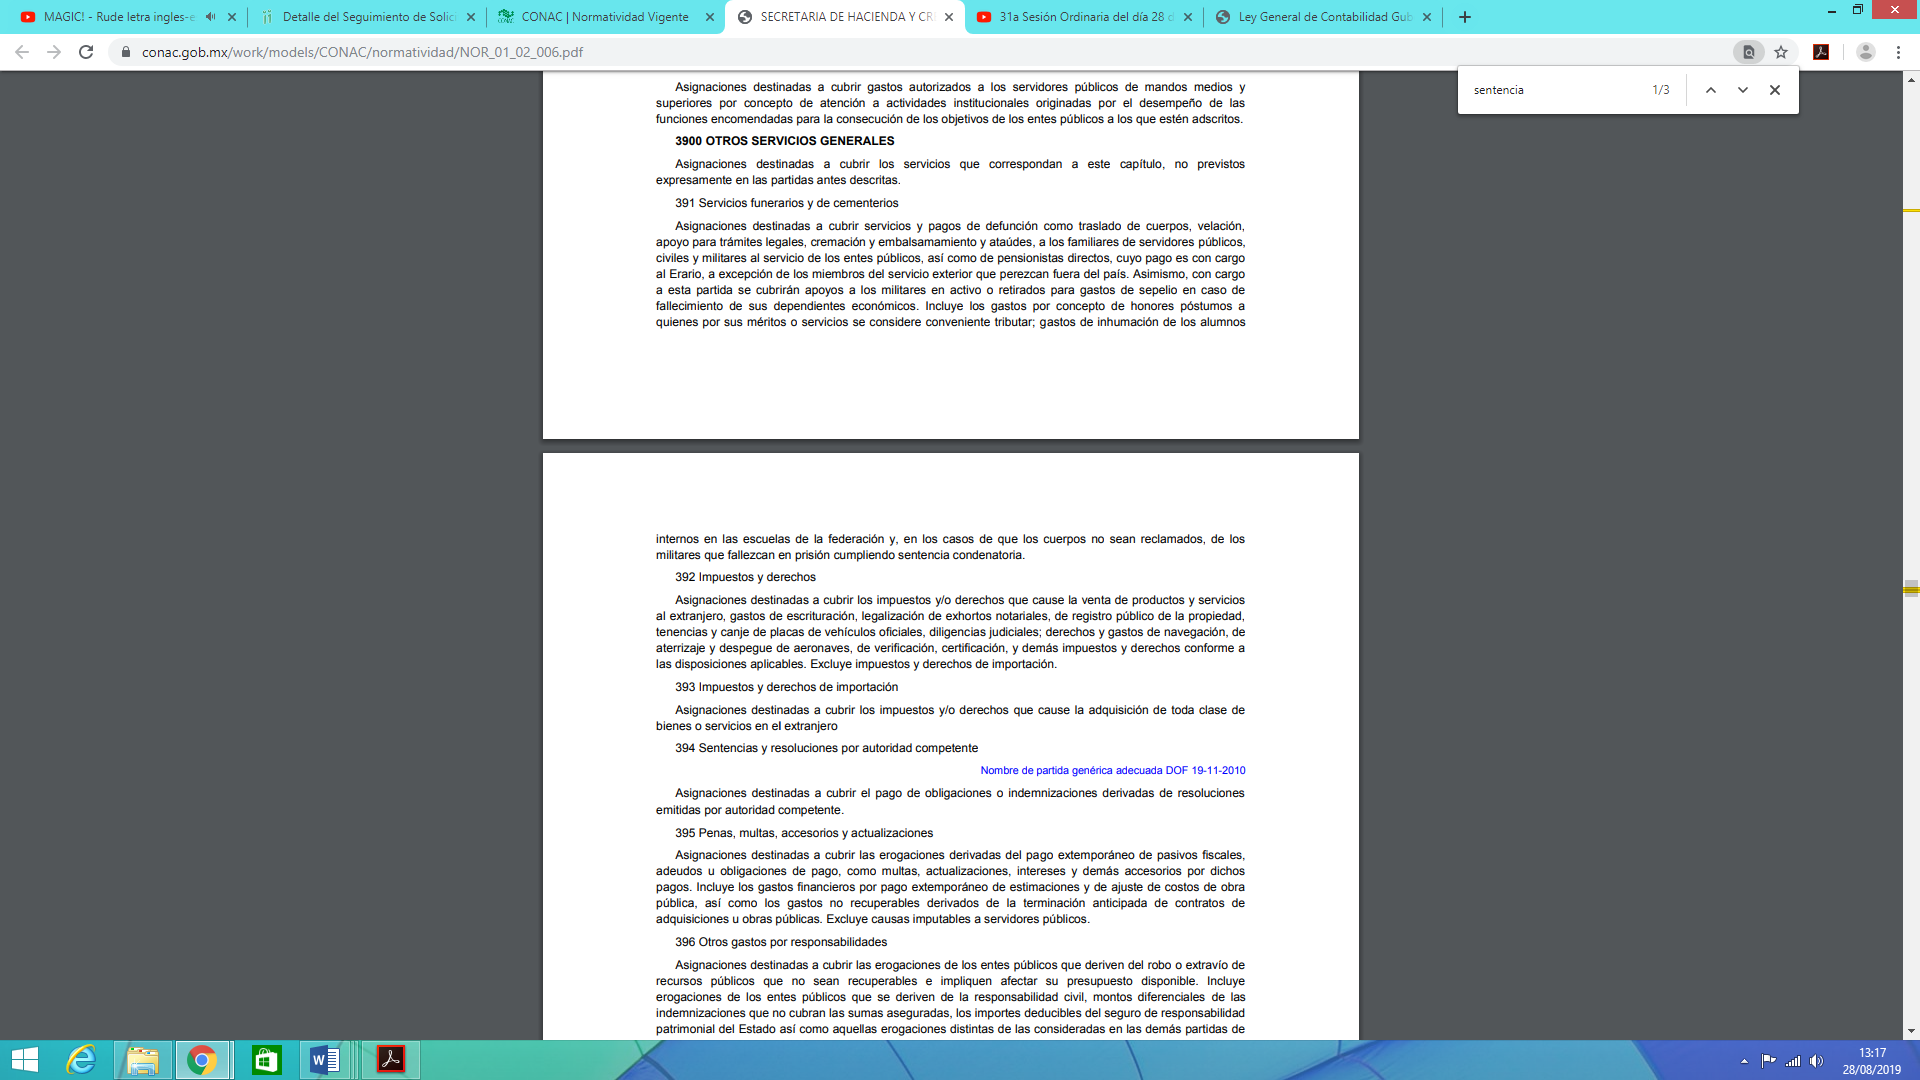 MAGIC! - Rude letra ingles-e
Detalle del Seguimiento de Solici
CONAC | Normatividad Vigente
SECRETARIA DE HACIENDA Y CR
31a Sesión Ordinaria del día 28 d
Ley General de Contabilidad Gub
conac.gob.mx/work/models/CONAC/normatividad/NOR_01_02_006.pdf
sentencia 1/3
Asignaciones destinadas a cubrir gastos autorizados a los servidores públicos de mandos medios y
superiores por concepto de atención a actividades institucionales originadas por el desempeño de las
funciones encomendadas para la consecución de los objetivos de los entes públicos a los que estén adscritos.
3900 OTROS SERVICIOS GENERALES
Asignaciones destinadas a cubrir los servicios que correspondan a este capítulo, no previstos
expresamente en las partidas antes descritas.
391 Servicios funerarios y de cementerios
Asignaciones destinadas a cubrir servicios y pagos de defunción como traslado de cuerpos, velación,
apoyo para trámites legales, cremación y embalsamamiento y ataúdes, a los familiares de servidores públicos,
civiles y militares al servicio de los entes públicos, así como de pensionistas directos, cuyo pago es con cargo
al Erario, a excepción de los miembros del servicio exterior que perezcan fuera del país. Asimismo, con cargo
a esta partida se cubrirán apoyos a los militares en activo o retirados para gastos de sepelio en caso de
fallecimiento de sus dependientes económicos. Incluye los gastos por concepto de honores póstumos a
quienes por sus méritos o servicios se considere conveniente tributar; gastos de inhumación de los alumnos
internos en las escuelas de la federación y, en los casos de que los cuerpos no sean reclamados, de los
militares que fallezcan en prisión cumpliendo sentencia condenatoria.
392 Impuestos y derechos
Asignaciones destinadas a cubrir los impuestos y/o derechos que cause la venta de productos y servicios
al extranjero, gastos de escrituración, legalización de exhortos notariales, de registro público de la propiedad,
tenencias y canje de placas de vehículos oficiales, diligencias judiciales; derechos y gastos de navegación, de
aterrizaje y despegue de aeronaves, de verificación, certificación, y demás impuestos y derechos conforme a
las disposiciones aplicables. Excluye impuestos y derechos de importación.
393 Impuestos y derechos de importación
Asignaciones destinadas a cubrir los impuestos y/o derechos que cause la adquisición de toda clase de
bienes o servicios en el extranjero
394 Sentencias y resoluciones por autoridad competente
Nombre de partida genérica adecuada DOF 19-11-2010
Asignaciones destinadas a cubrir el pago de obligaciones o indemnizaciones derivadas de resoluciones
emitidas por autoridad competente.
395 Penas, multas, accesorios y actualizaciones
Asignaciones destinadas a cubrir las erogaciones derivadas del pago extemporáneo de pasivos fiscales,
adeudos u obligaciones de pago, como multas, actualizaciones, intereses y demás accesorios por dichos
pagos. Incluye los gastos financieros por pago extemporáneo de estimaciones y de ajuste de costos de obra
pública, así como los gastos no recuperables derivados de la terminación anticipada de contratos de
adquisiciones u obras públicas. Excluye causas imputables a servidores públicos.
396 Otros gastos por responsabilidades
Asignaciones destinadas a cubrir las erogaciones de los entes públicos que deriven del robo o extravío de
recursos públicos que no sean recuperables e impliquen afectar su presupuesto disponible. Incluye
erogaciones de los entes públicos que se deriven de la responsabilidad civil, montos diferenciales de las
indemnizaciones que no cubran las sumas aseguradas, los importes deducibles del seguro de responsabilidad
patrimonial del Estado así como aquellas erogaciones distintas de las consideradas en las demás partidas de
13:17
28/08/2019